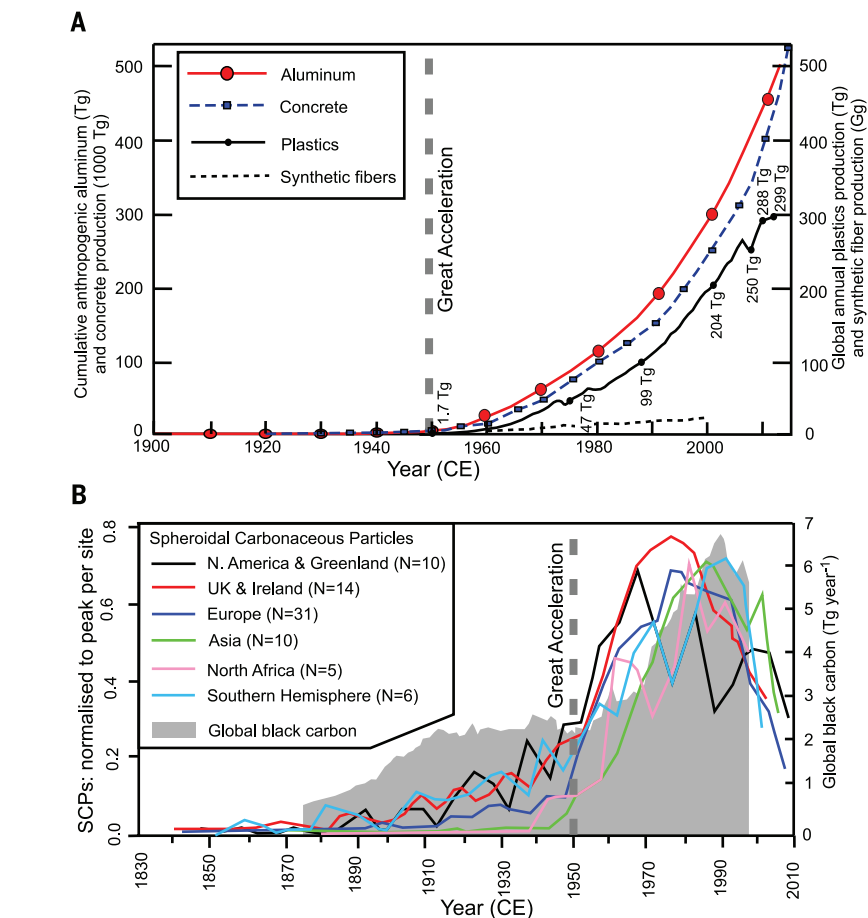 A
Cumulative anthropogenic aluminum (Tg)
and concrete production (1000 Tg)
500
400
300
200
100
0
Aluminum
Concrete
Plastics
Synthetic fibers
Great Acceleration
1.7 Tg
47 Tg
99 Tg
204 Tg
250 Tg
288 Tg
299 Tg
500
400
300
200
100
0
Global annual plastics production (Tg)
and synthetic fiber production (Gg)
1900
1920
1940
1960
1980
2000
Year (CE)
B
SCPs: normalised to peak per site
0.8
0.6
0.4
0.2
0.0
Spheroidal Carbonaceous Particles
N. America & Greenland (N=10)
UK & Ireland (N=14)
Europe (N=31)
Asia (N=10)
North Africa (N=5)
Southern Hemisphere (N=6)
Global black carbon
Great Acceleration
7
6
5
4
3
2
1
0
Global black carbon (Tg year⁻¹)
1830
1850
1870
1890
1910
1930
1950
1970
1990
2010
Year (CE)